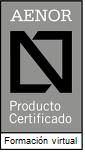 AENOR
Producto
Certificado
Formación virtual